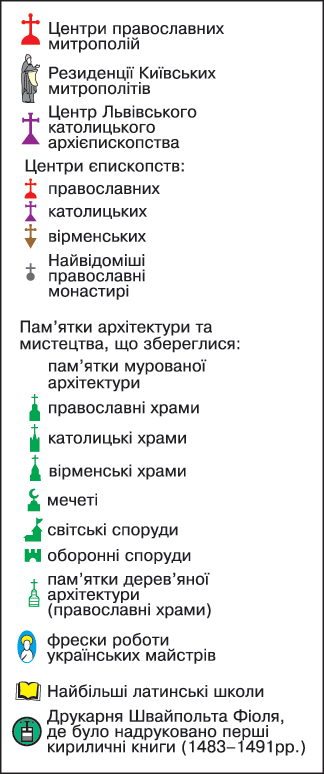 Центри православних
митрополій
Резиденції Київських
митрополітів
Центр Львівського
католицького
архієпископства
Центри єпископств:
православних
католицьких
вірменських
Найвідоміші
православні
монастирі
Пам'ятки архітектури та
мистецтва, що збереглися:
пам'ятки мурованої
архітектури
православні храми
католицькі храми
вірменські храми
мечеті
світські споруди
оборонні споруди
пам'ятки дерев'яної
архітектури
(православні храми)
фрески роботи
українських майстрів
Найбільші латинські школи
Друкарня Швайпольта Фіоля,
де було надруковано перші
кириличні книги (1483–1491рр.)